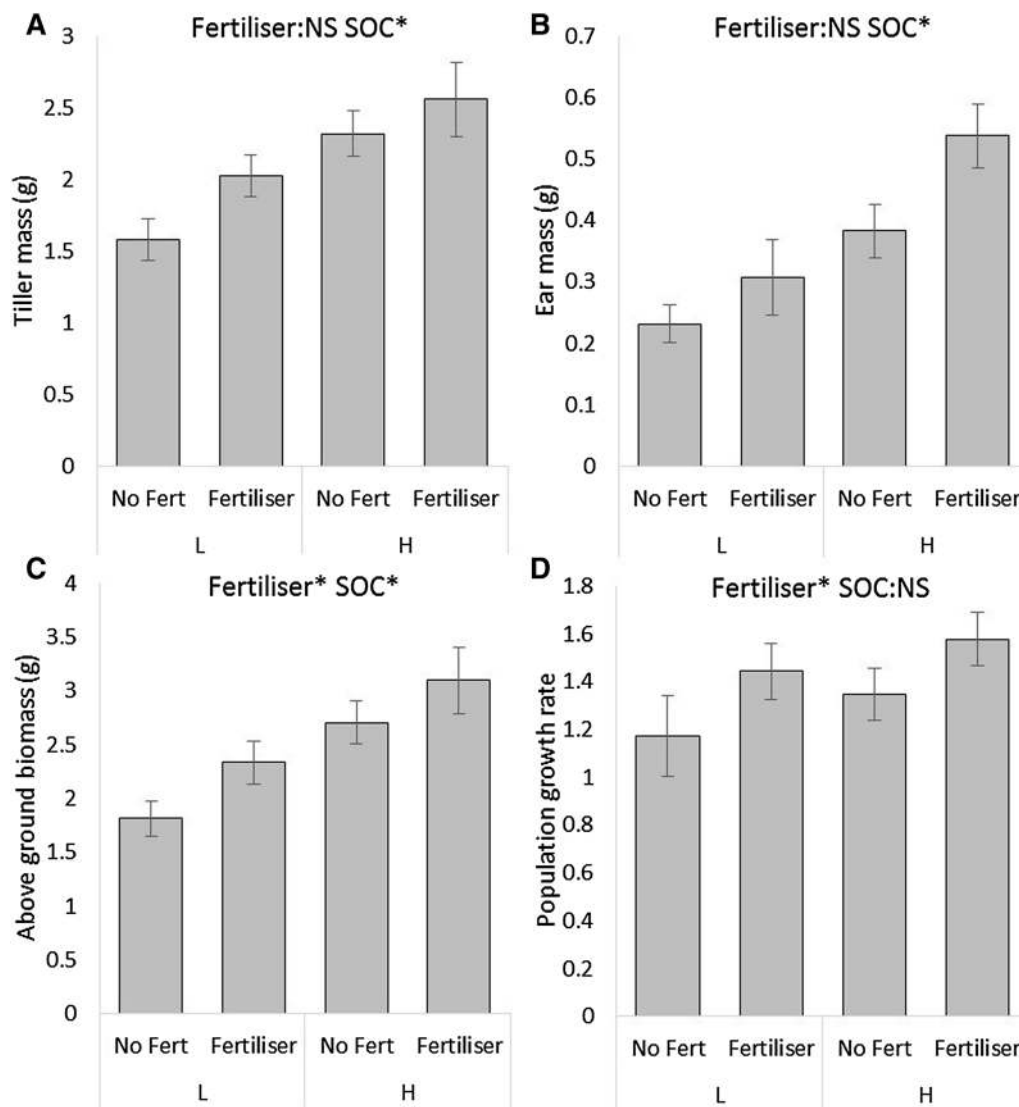 A
Fertiliser:NS SOC*
3
2.5
2
1.5
1
0.5
0
Tiller mass (g)
No Fert Fertiliser No Fert Fertiliser
L H
B
Fertiliser:NS SOC*
0.7
0.6
0.5
0.4
0.3
0.2
0.1
0
Ear mass (g)
No Fert Fertiliser No Fert Fertiliser
L H
C
Fertiliser* SOC*
4
3.5
3
2.5
2
1.5
1
0.5
0
Above ground biomass (g)
No Fert Fertiliser No Fert Fertiliser
L H
D
Fertiliser* SOC:NS
1.8
1.6
1.4
1.2
1
0.8
0.6
0.4
0.2
0
Population growth rate
No Fert Fertiliser No Fert Fertiliser
L H